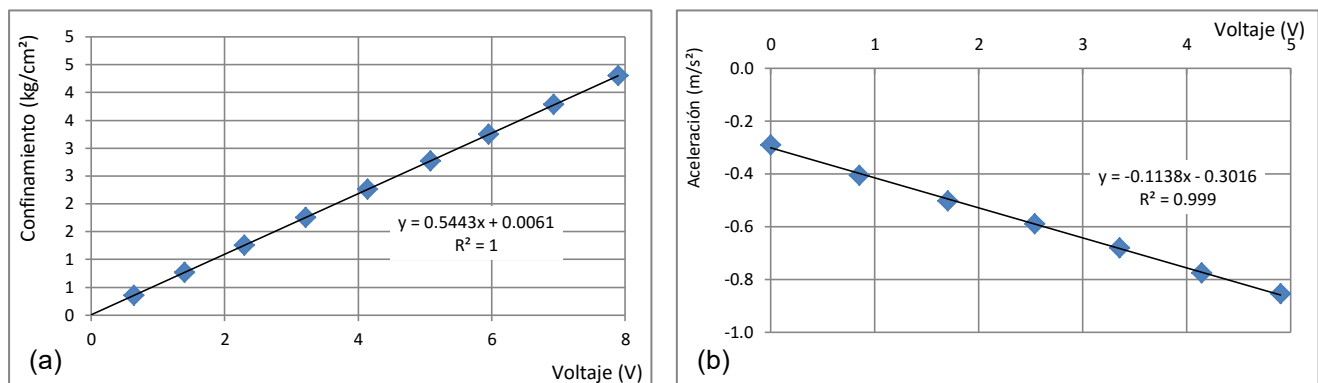 Confinamiento (kg/cm²)
5
5
4
4
3
3
2
2
1
1
0
0 2 4 6 8
Voltaje (V)
y = 0.5443x + 0.0061
R² = 1
(a)
Voltaje (V)
0 1 2 3 4 5
Aceleración (m/s²)
0.0
-0.2
-0.4
-0.6
-0.8
-1.0
y = -0.1138x - 0.3016
R² = 0.999
(b)